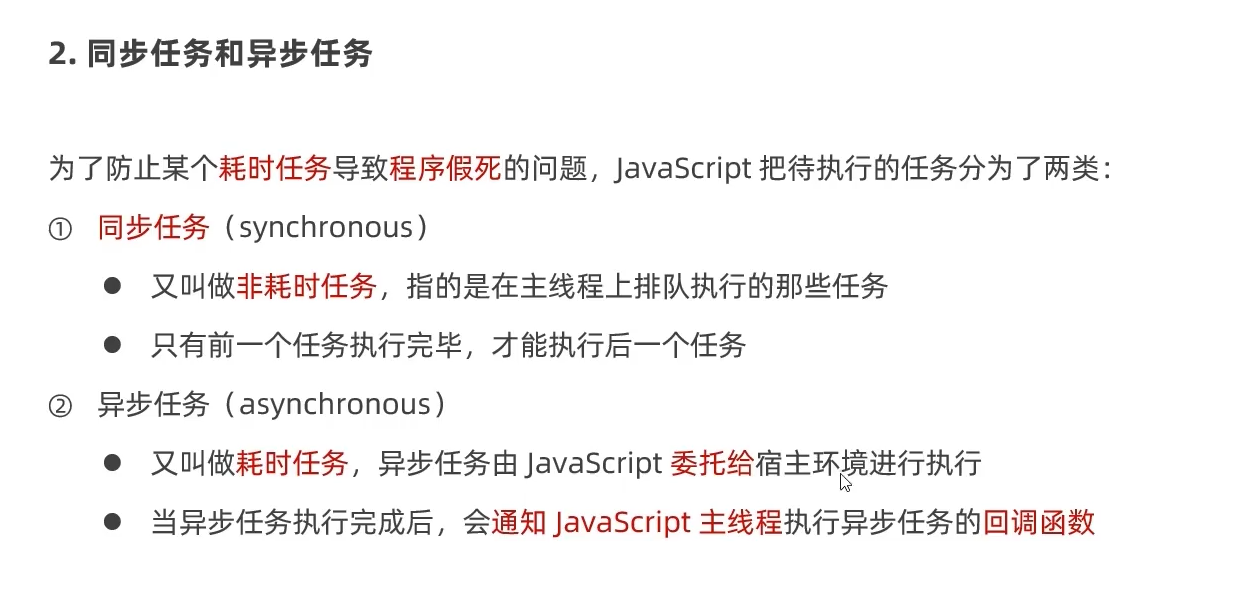 2. 同步任务和异步任务
为了防止某个耗时任务导致程序假死的问题，JavaScript 把待执行的任务分为了两类：
① 同步任务（synchronous）
● 又叫做非耗时任务，指的是在主线程上排队执行的那些任务
● 只有前一个任务执行完毕，才能执行后一个任务
② 异步任务（asynchronous）
● 又叫做耗时任务，异步任务由 JavaScript 委托给宿主环境进行执行
● 当异步任务执行完成后，会通知 JavaScript 主线程执行异步任务的回调函数